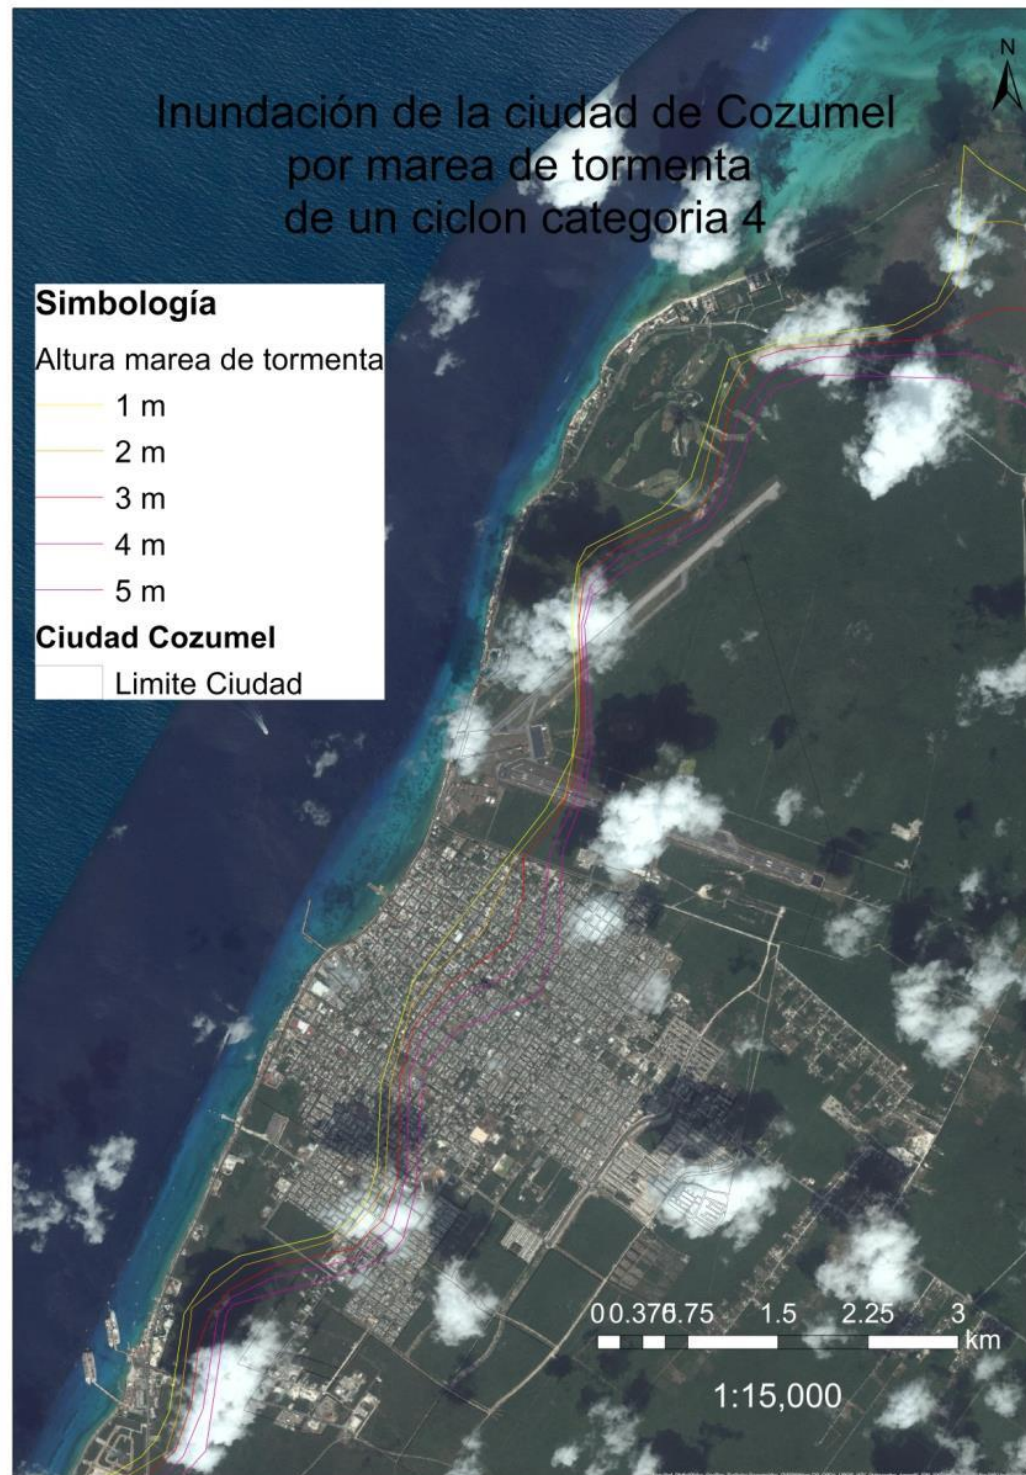 N
Inundación de la ciudad de Cozumel
por marea de tormenta
de un ciclon categoria 4
Simbología
Altura marea de tormenta
1 m
2 m
3 m
4 m
5 m
Ciudad Cozumel
Limite Ciudad
0 0.375 0.75 1.5 2.25 3
km
1:15,000